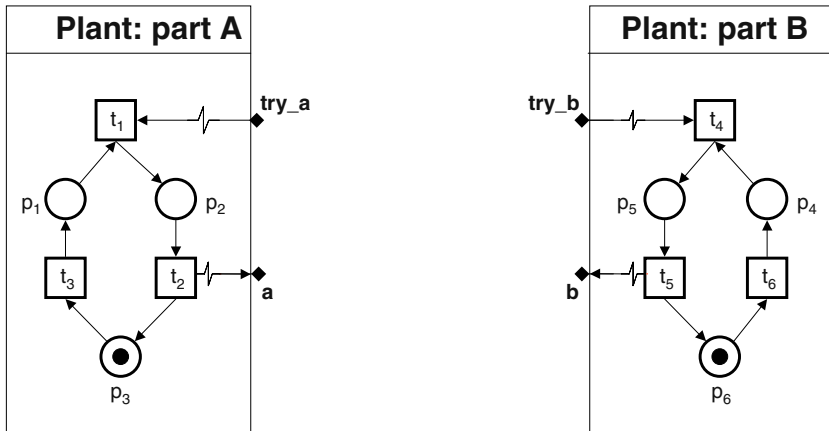 Plant: part A
Plant: part B
t₁
try_a
try_b
t₄
p₁
p₂
p₅
p₄
t₃
t₂
a
b
t₅
t₆
p₃
p₆